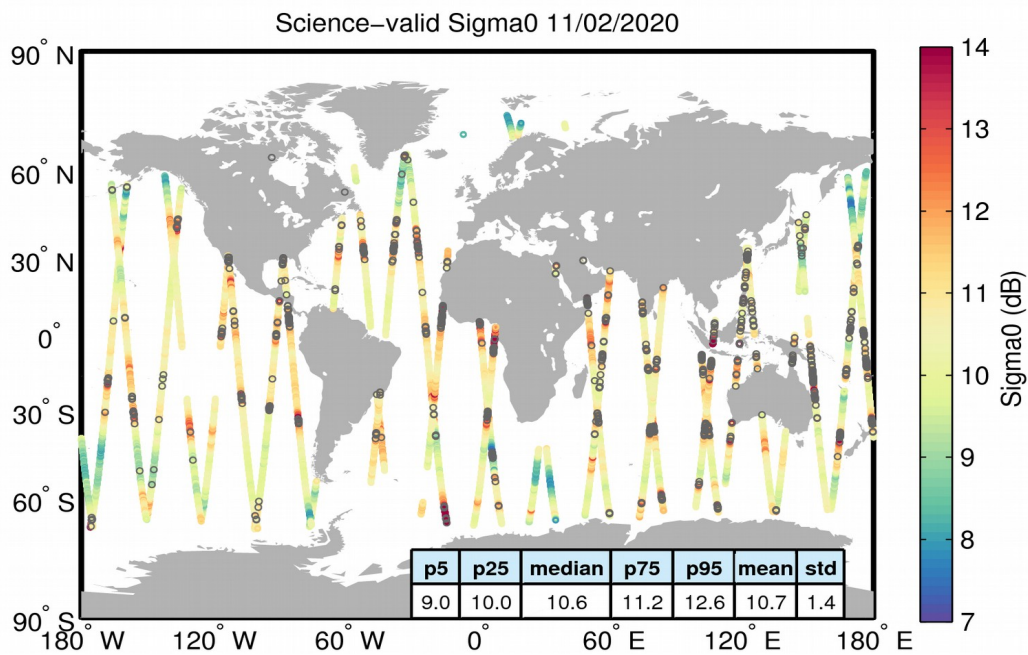 Science–valid Sigma0 11/02/2020
90° N
60° N
30° N
0°
30° S
60° S
90° S
180° W
120° W
60° W
0°
60° E
120° E
180° E
p5 p25 median p75 p95 mean std
9.0 10.0 10.6 11.2 12.6 10.7 1.4
14
13
12
11
10
9
8
7
Sigma0 (dB)